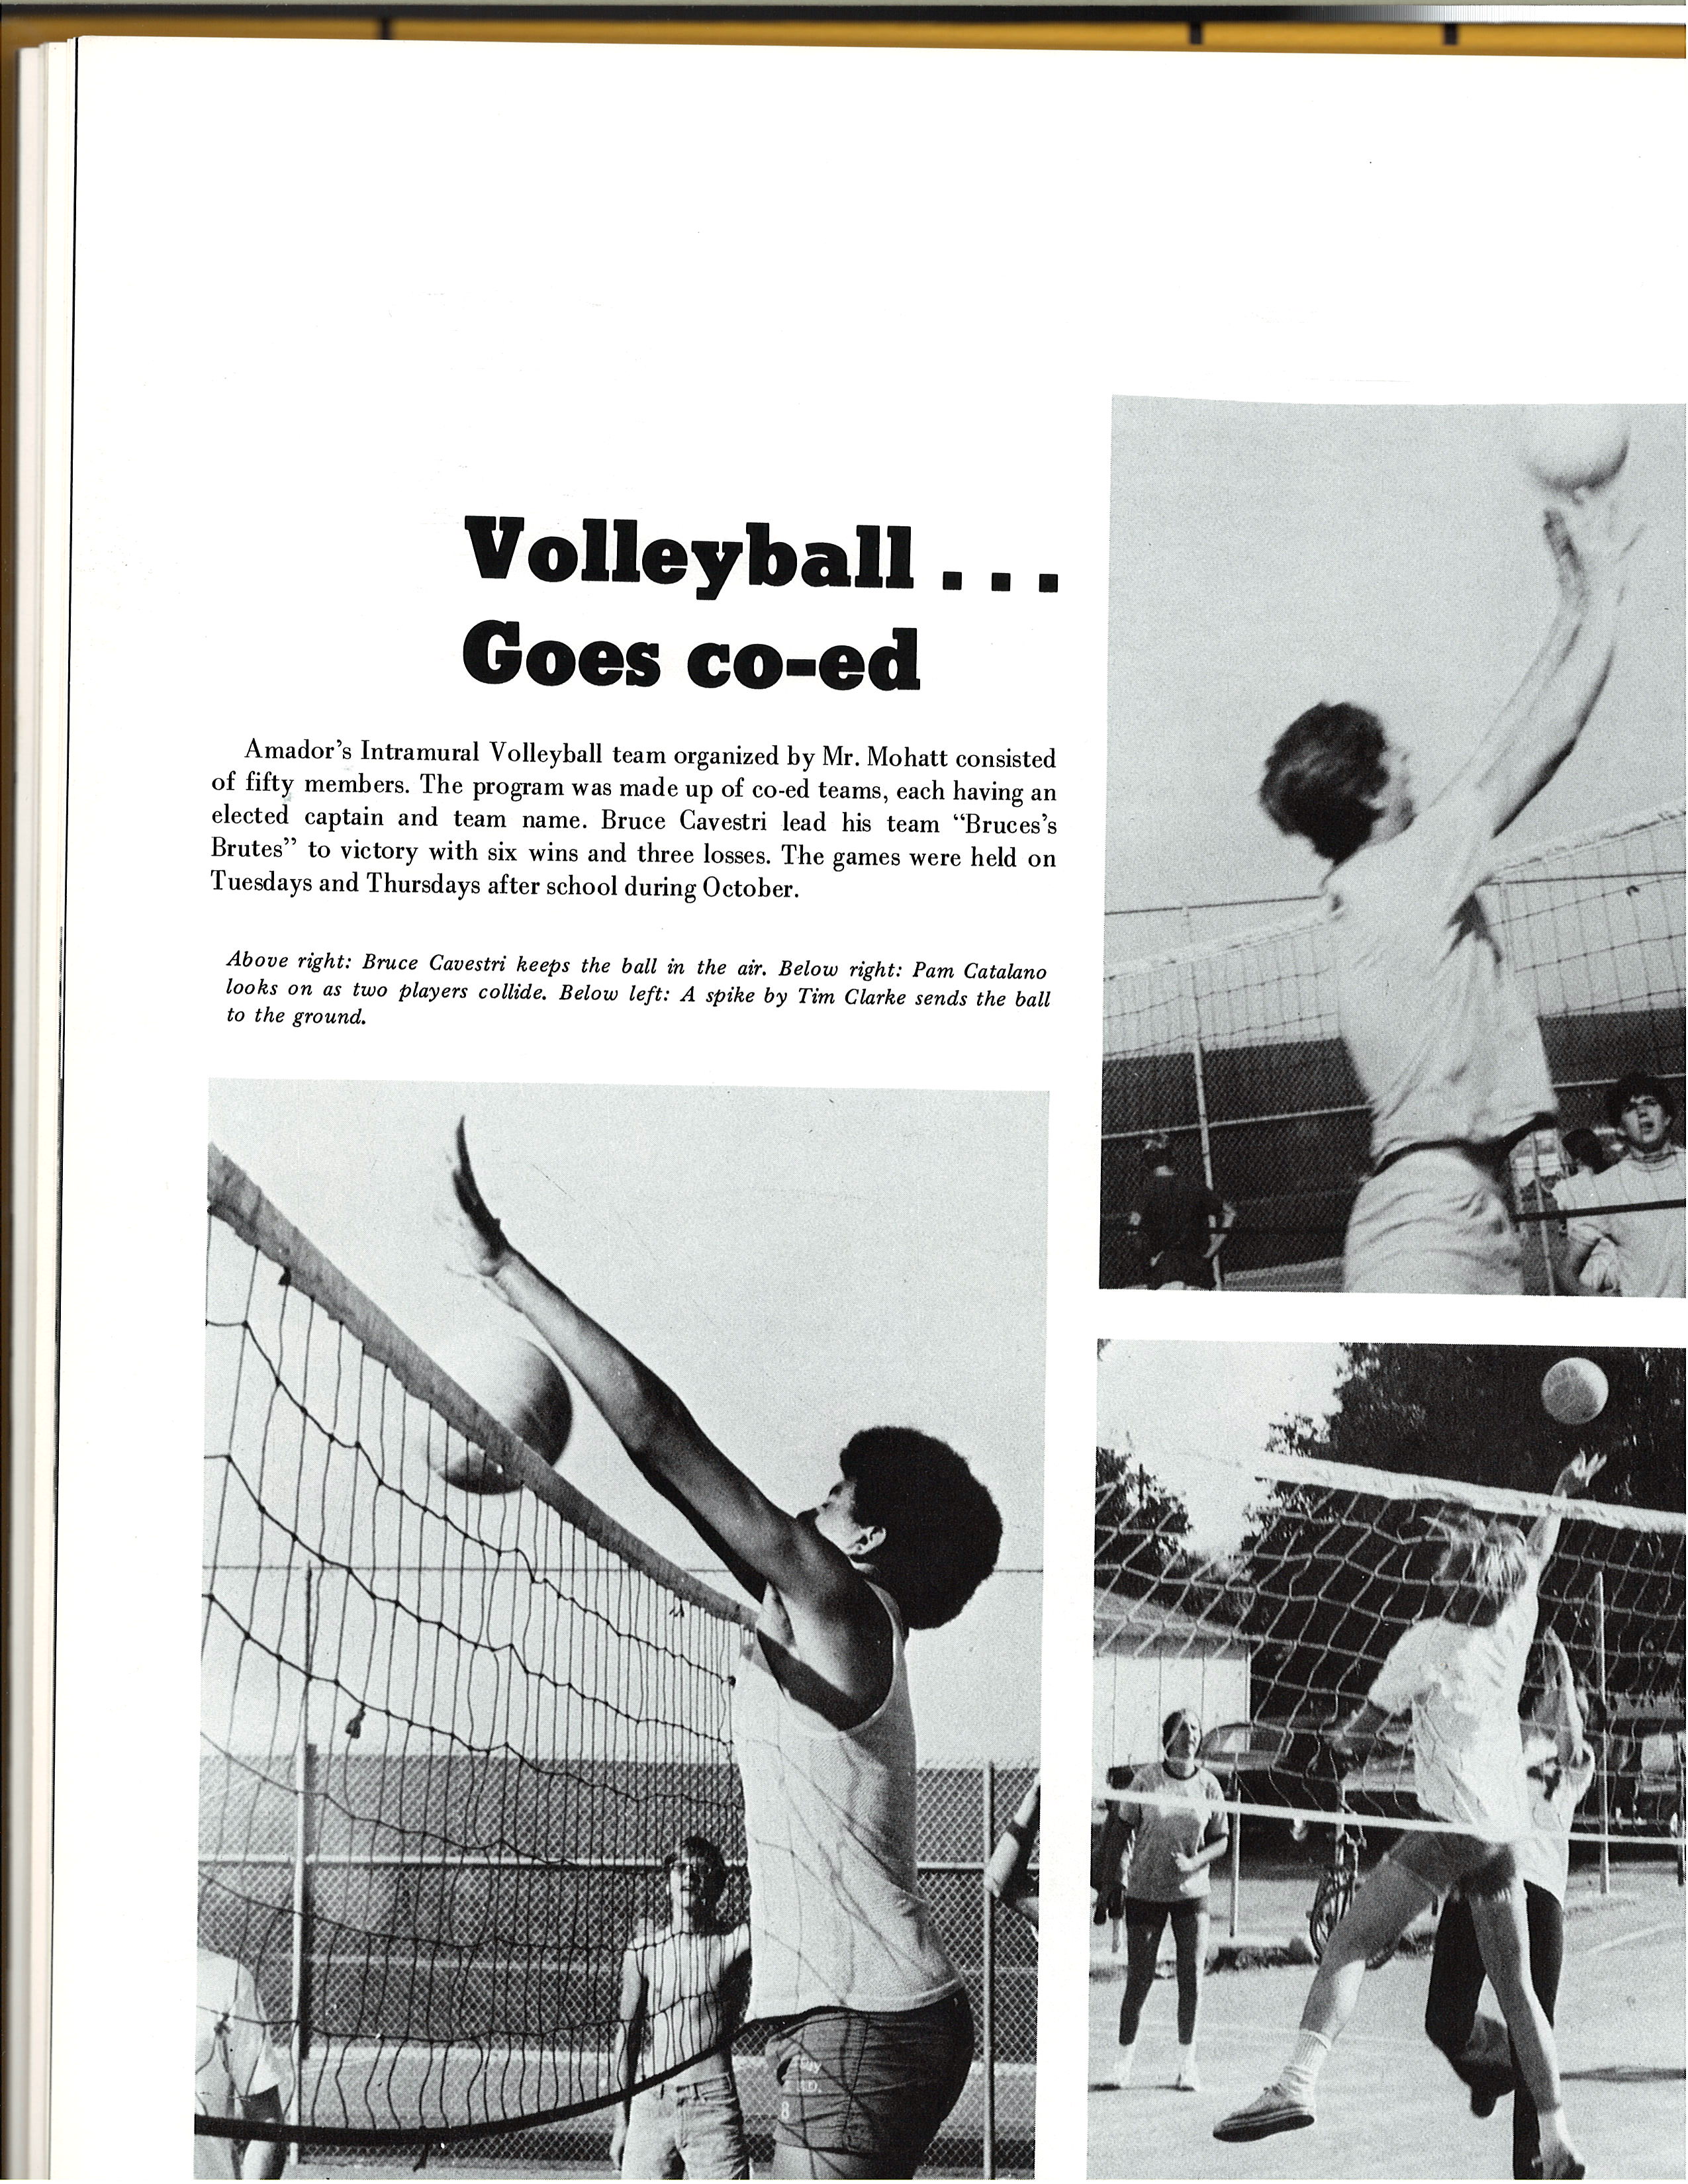 Volleyball . . .
Goes co-ed
Amador's Intramural Volleyball team organized by Mr. Mohatt consisted
of fifty members. The program was made up of co-ed teams, each having an
elected captain and team name. Bruce Cavestri lead his team “Bruces's
Brutes” to victory with six wins and three losses. The games were held on
Tuesdays and Thursdays after school during October.
Above right: Bruce Cavestri keeps the ball in the air. Below right: Pam Catalano
looks on as two players collide. Below left: A spike by Tim Clarke sends the ball
to the ground.
8